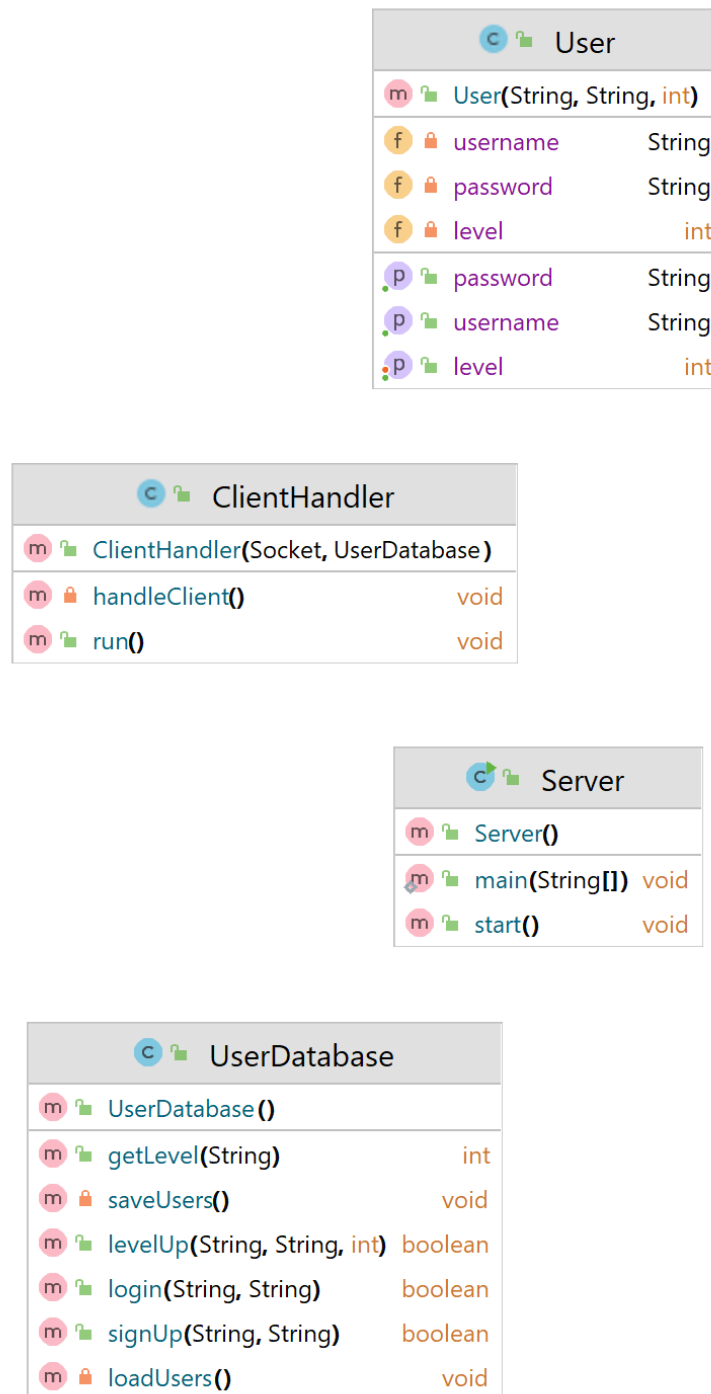 User
User(String, String, int)
username String
password String
level int
password String
username String
level int
ClientHandler
ClientHandler(Socket, UserDatabase)
handleClient() void
run() void
Server
Server()
main(String[]) void
start() void
UserDatabase
UserDatabase()
getLevel(String) int
saveUsers() void
levelUp(String, String, int) boolean
login(String, String) boolean
signUp(String, String) boolean
loadUsers() void